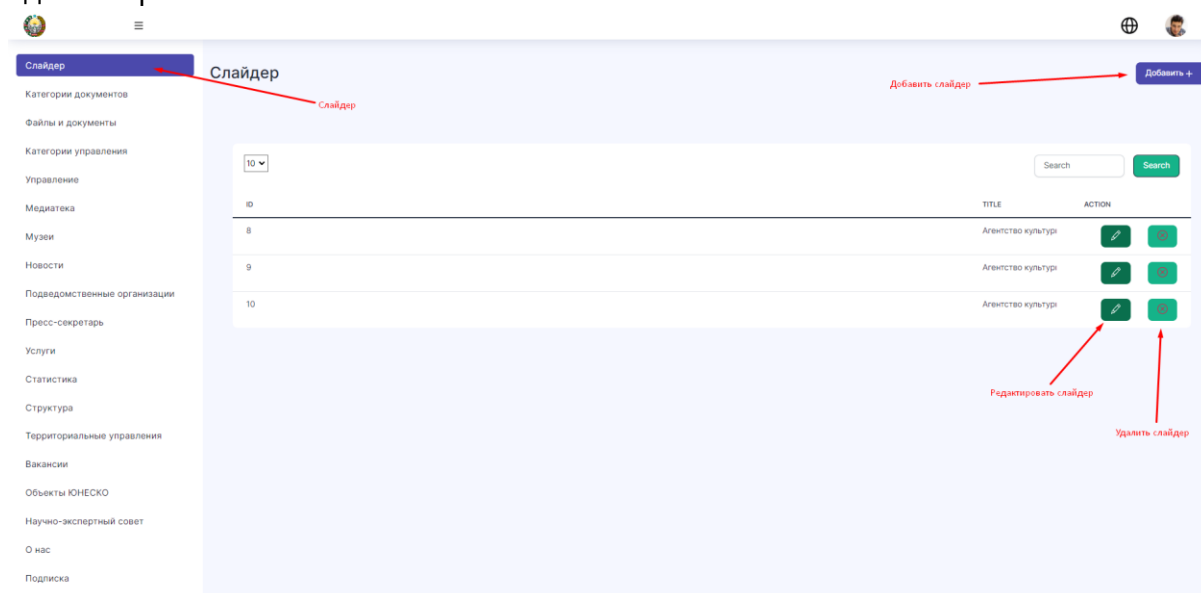 Слайдер
Слайдер
Добавить +
Добавить слайдер
Слайдер
Категории документов
Файлы и документы
Категории управления
Управление
Медиатека
Музеи
Новости
Подведомственные организации
Пресс-секретарь
Услуги
Статистика
Структура
Территориальные управления
Вакансии
Объекты ЮНЕСКО
Научно-экспертный совет
О нас
Подписка
10
Search
Search
ID TITLE ACTION
8 Агентство культуры
9 Агентство культуры
10 Агентство культуры
Редактировать слайдер
Удалить слайдер